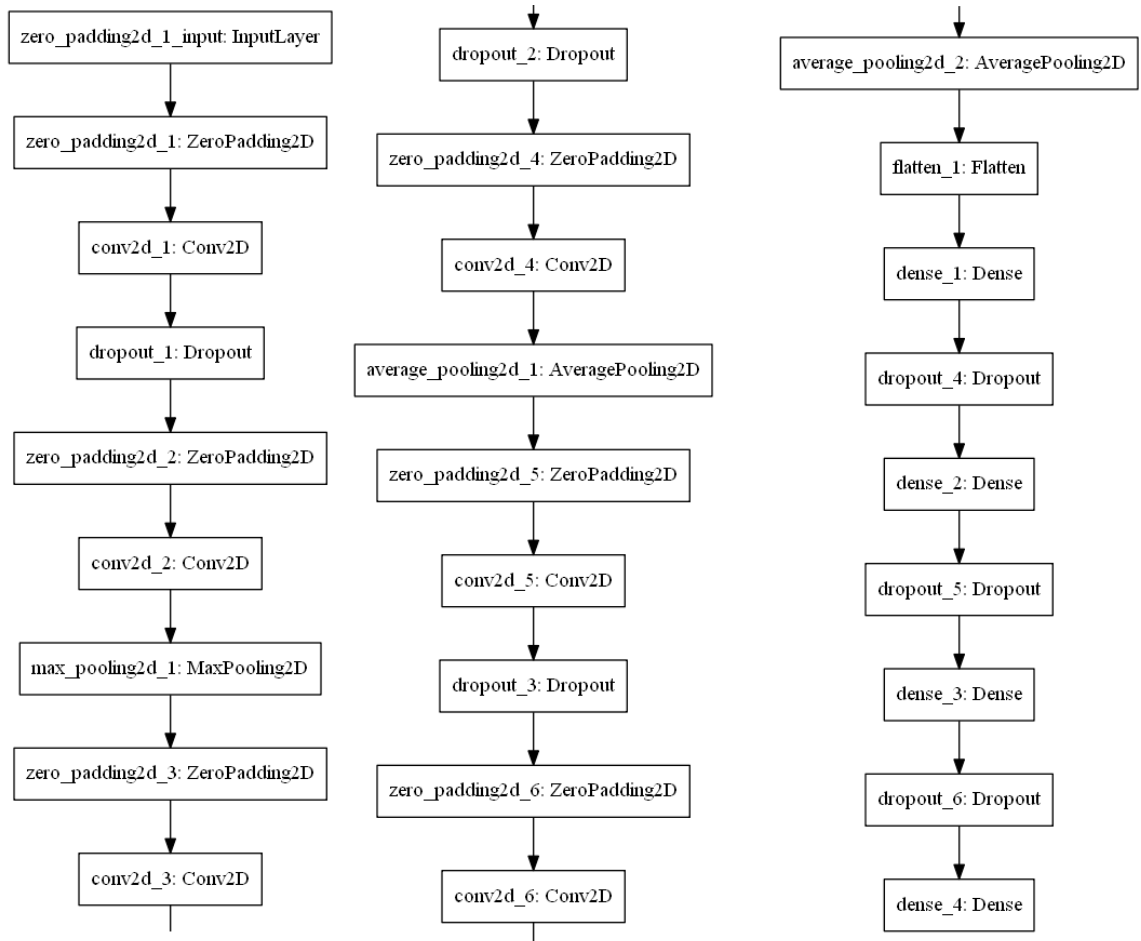 zero_padding2d_1_input: InputLayer
zero_padding2d_1: ZeroPadding2D
conv2d_1: Conv2D
dropout_1: Dropout
zero_padding2d_2: ZeroPadding2D
conv2d_2: Conv2D
max_pooling2d_1: MaxPooling2D
zero_padding2d_3: ZeroPadding2D
conv2d_3: Conv2D
dropout_2: Dropout
zero_padding2d_4: ZeroPadding2D
conv2d_4: Conv2D
average_pooling2d_1: AveragePooling2D
zero_padding2d_5: ZeroPadding2D
conv2d_5: Conv2D
dropout_3: Dropout
zero_padding2d_6: ZeroPadding2D
conv2d_6: Conv2D
average_pooling2d_2: AveragePooling2D
flatten_1: Flatten
dense_1: Dense
dropout_4: Dropout
dense_2: Dense
dropout_5: Dropout
dense_3: Dense
dropout_6: Dropout
dense_4: Dense